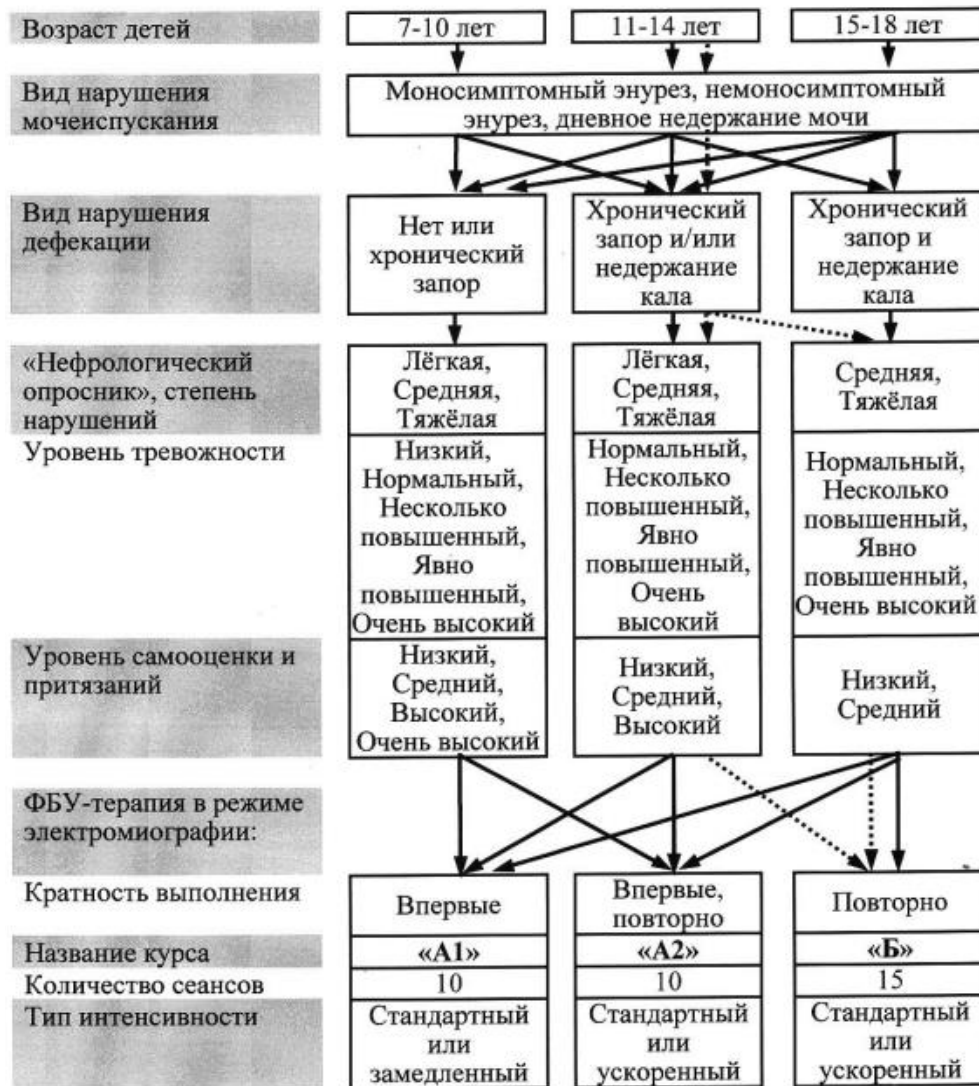 Возраст детей
7-10 лет
11-14 лет
15-18 лет
Вид нарушения
мочеиспускания
Моносимптомный энурез, немоносимптомный
энурез, дневное недержание мочи
Вид нарушения
дефекации
Нет или
хронический
запор
Хронический
запор и/или
недержание
кала
Хронический
запор и
недержание
кала
«Нефрологический
опросник», степень
нарушений
Лёгкая,
Средняя,
Тяжёлая
Лёгкая,
Средняя,
Тяжёлая
Средняя,
Тяжёлая
Уровень тревожности
Низкий,
Нормальный,
Несколько
повышенный,
Явно
повышенный,
Очень высокий
Нормальный,
Несколько
повышенный,
Явно
повышенный,
Очень
высокий
Нормальный,
Несколько
повышенный,
Явно
повышенный,
Очень высокий
Уровень самооценки и
притязаний
Низкий,
Средний,
Высокий,
Очень высокий
Низкий,
Средний,
Высокий
Низкий,
Средний
ФБУ-терапия в режиме
электромиографии:
Кратность выполнения
Впервые
Впервые,
повторно
Повторно
Название курса
«А1»
«А2»
«Б»
Количество сеансов
10
10
15
Тип интенсивности
Стандартный
или
замедленный
Стандартный
или
ускоренный
Стандартный
или
ускоренный